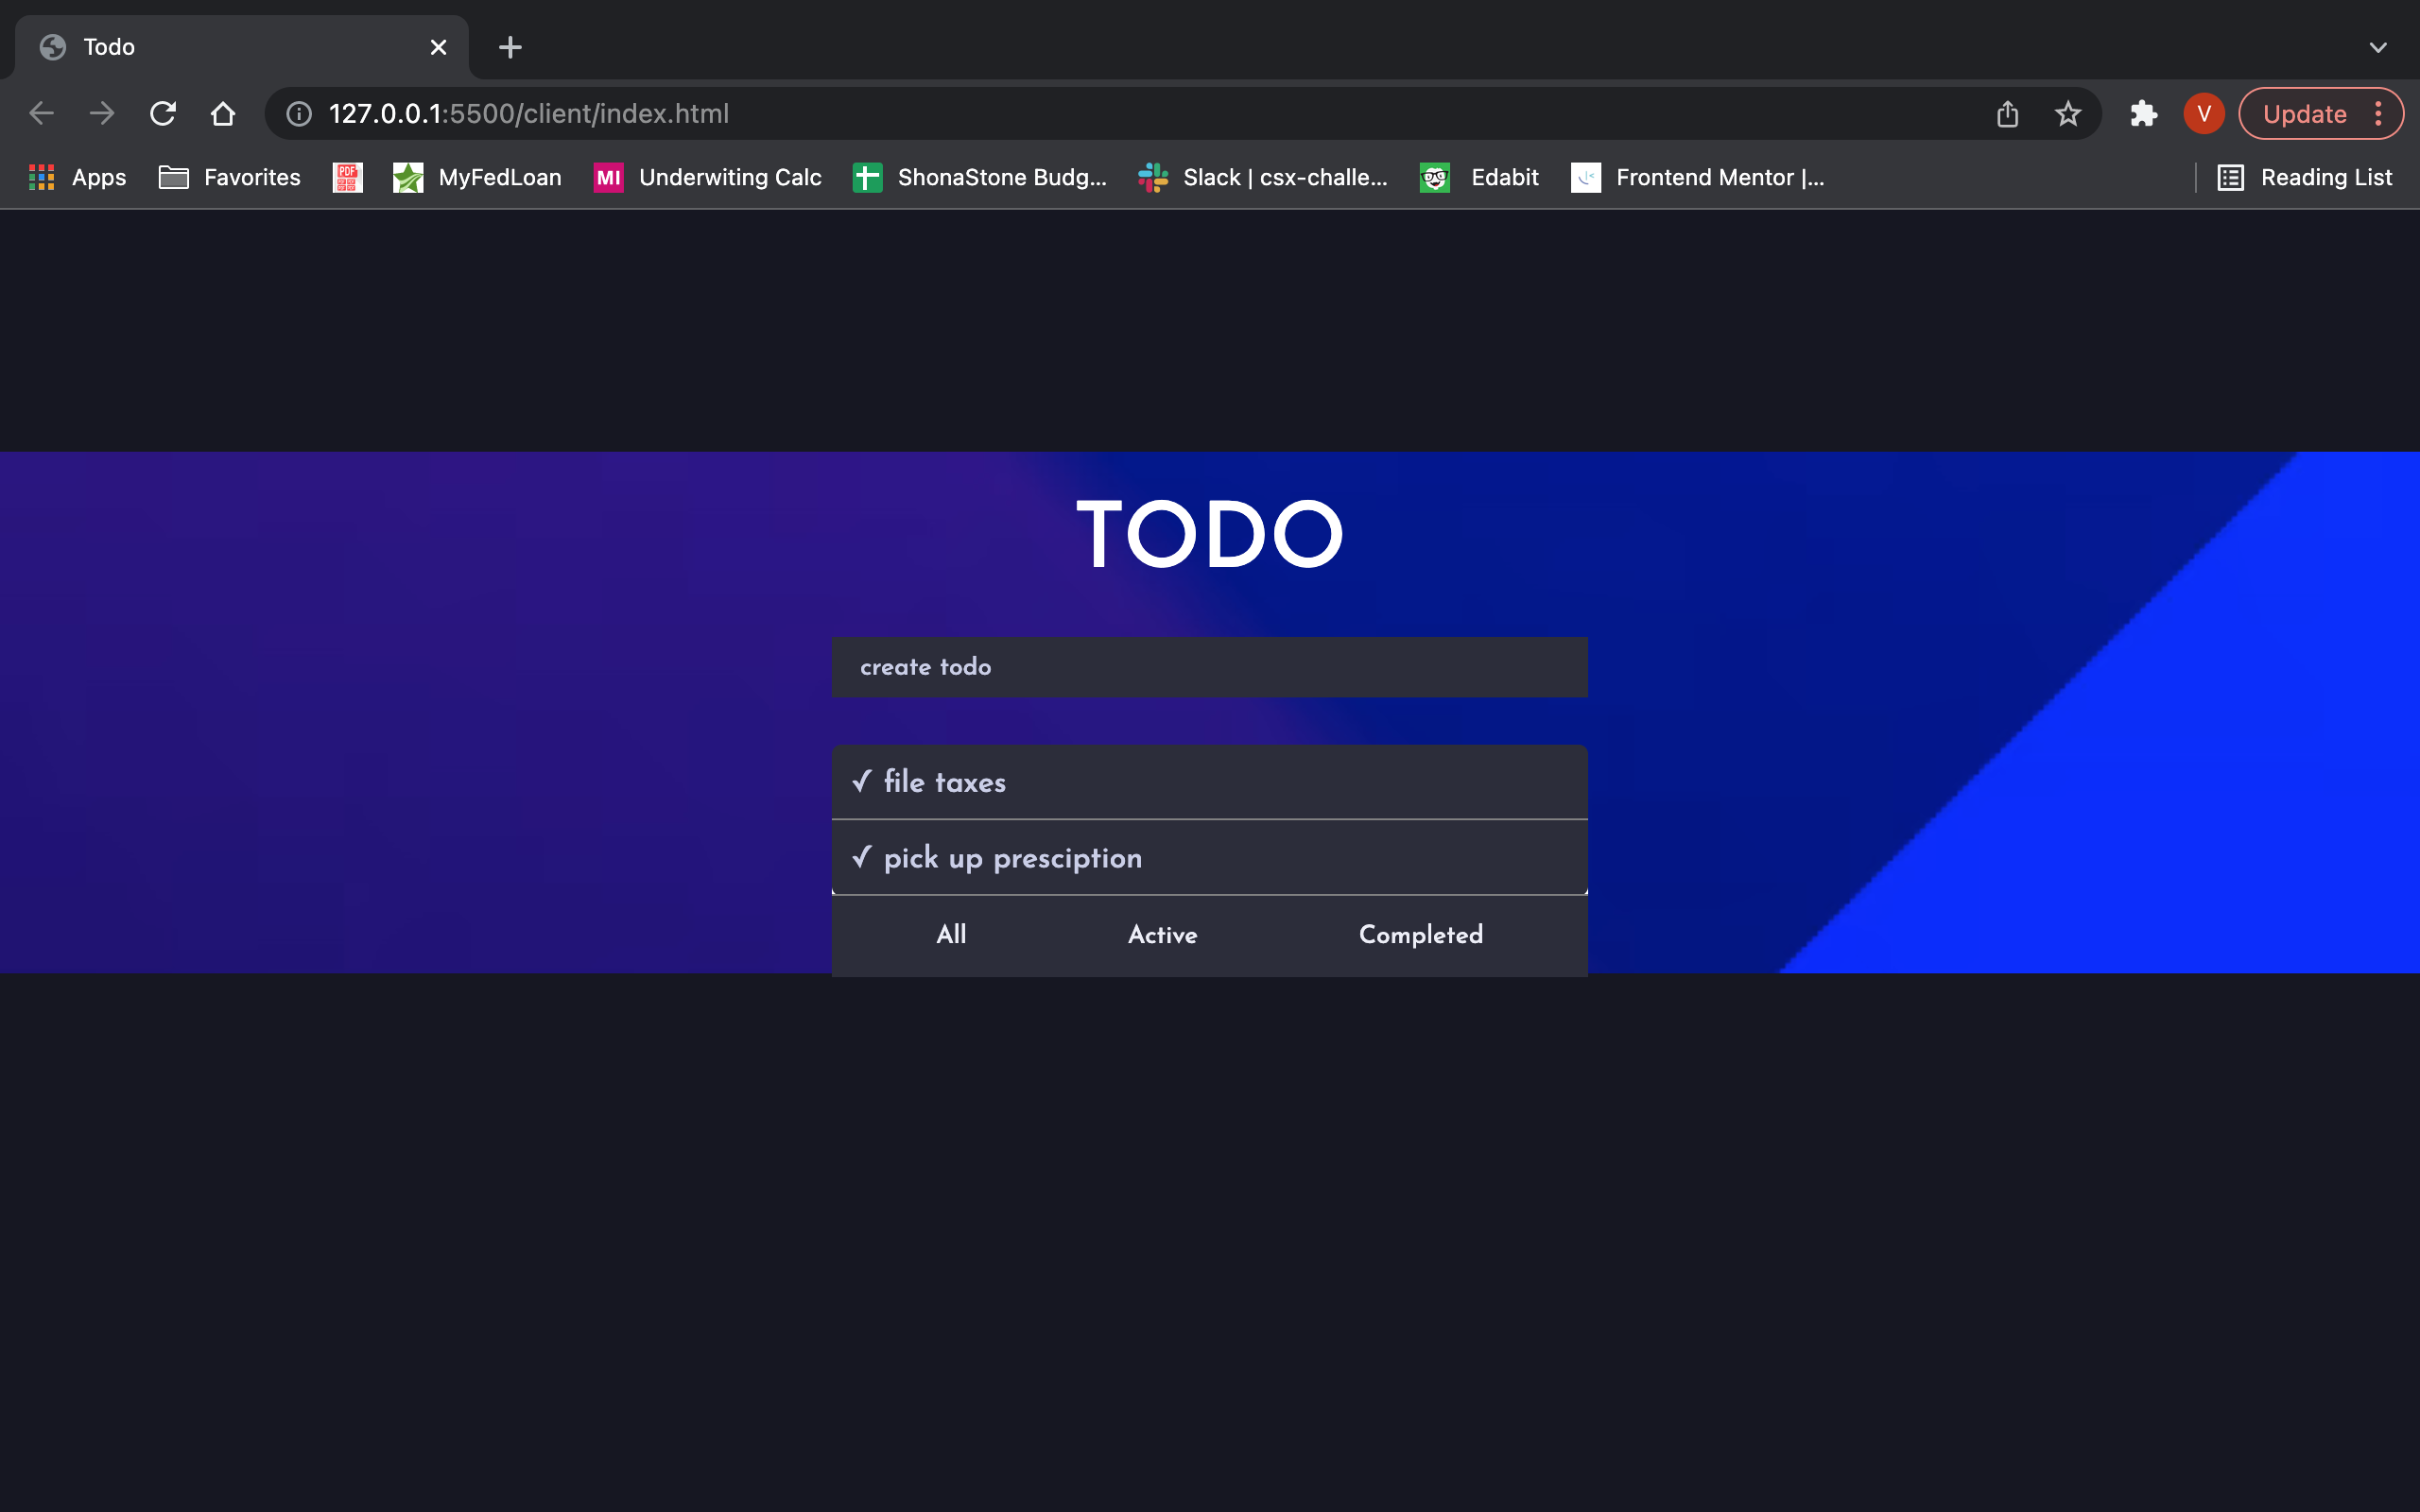 Todo
127.0.0.1:5500/client/index.html
V
Update
Apps
Favorites
PDF
MyFedLoan
MI
Underwiting Calc
ShonaStone Budg...
Slack | csx-challe...
Edabit
Frontend Mentor |...
Reading List
TODO
create todo
✓ file taxes
✓ pick up presciption
All Active Completed